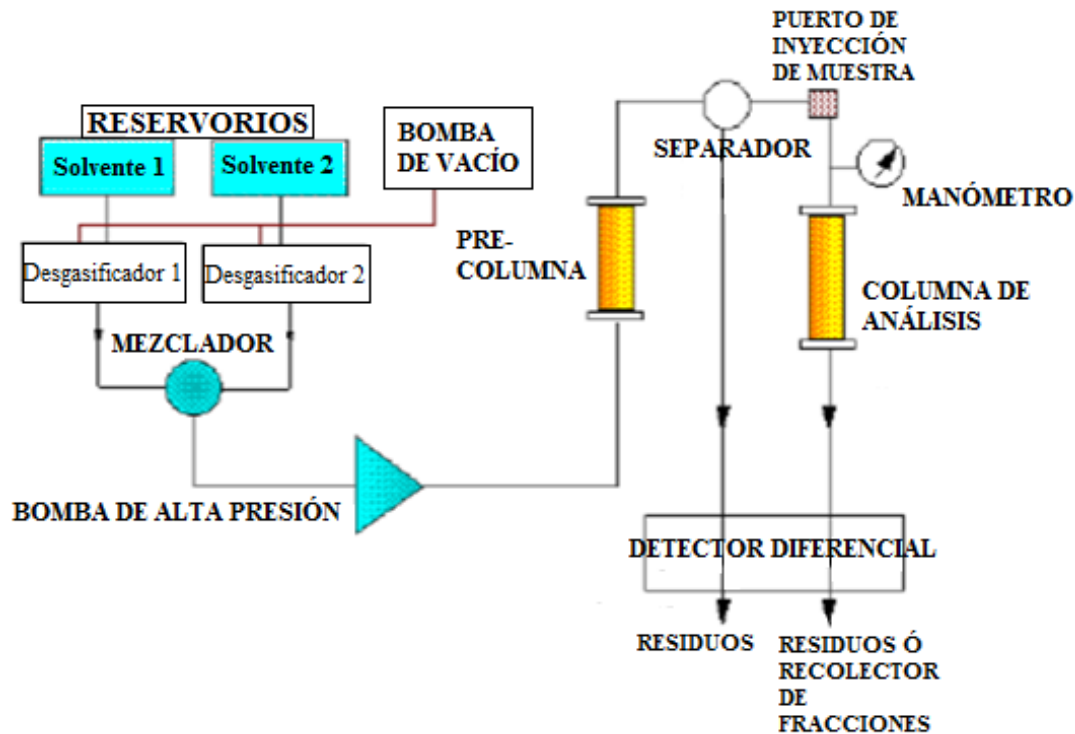 PUERTO DE
INYECCIÓN
DE MUESTRA
RESERVORIOS
Solvente 1
Solvente 2
BOMBA
DE VACÍO
SEPARADOR
MANÓMETRO
PRE-
COLUMNA
Desgasificador 1
Desgasificador 2
COLUMNA DE
ANÁLISIS
MEZCLADOR
BOMBA DE ALTA PRESIÓN
DETECTOR DIFERENCIAL
RESIDUOS
RESIDUOS Ó
RECOLECTOR
DE
FRACCIONES